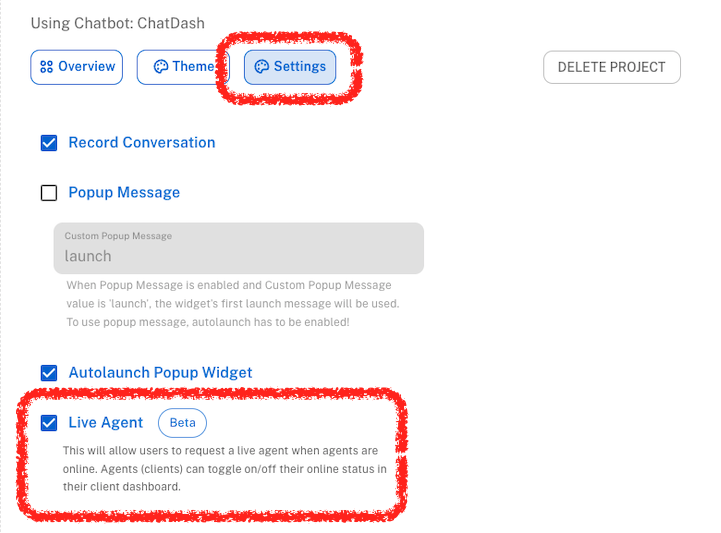 Using Chatbot: ChatDash
Overview
Theme
Settings
DELETE PROJECT
Record Conversation
Popup Message
Custom Popup Message
launch
When Popup Message is enabled and Custom Popup Message
value is 'launch', the widget's first launch message will be used.
To use popup message, autolaunch has to be enabled!
Autolaunch Popup Widget
Live Agent Beta
This will allow users to request a live agent when agents are
online. Agents (clients) can toggle on/off their online status in
their client dashboard.